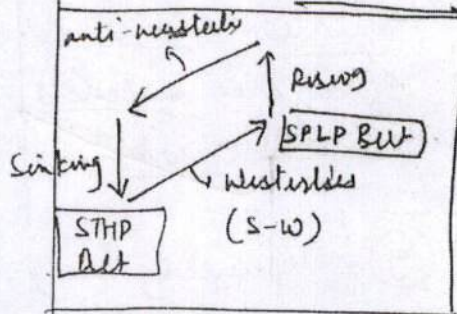 anti-westerlies
Rising
SPLP Belt
Sinking
Westerlies
(S-W)
STHP
Belt